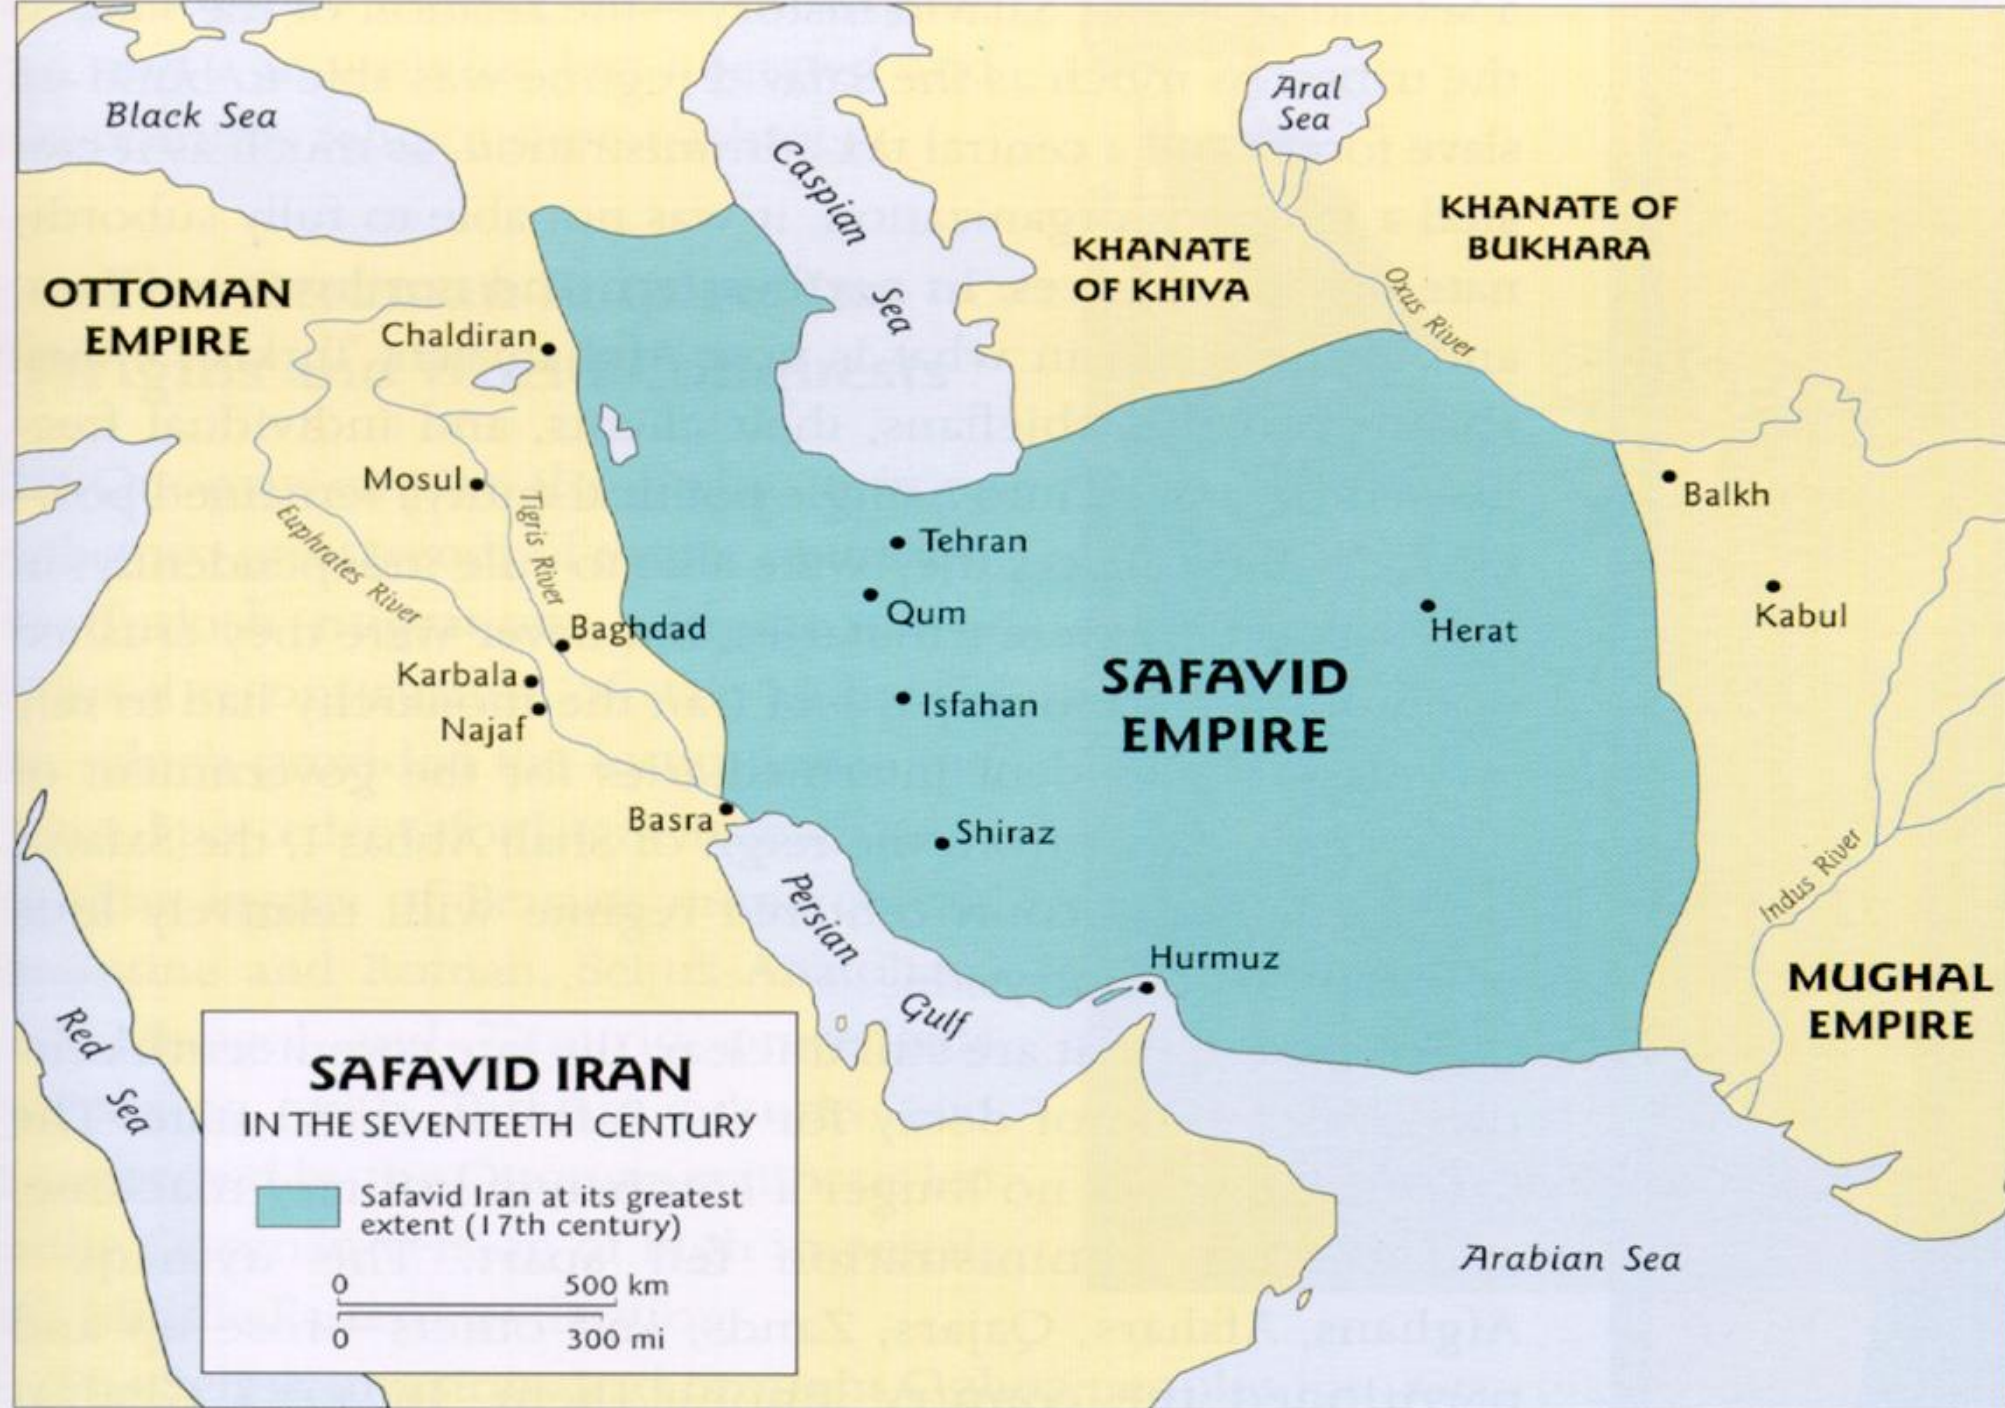 Black Sea
Aral
Sea
Caspian
Sea
KHANATE OF
BUKHARA
KHANATE
OF KHIVA
Oxus River
OTTOMAN
EMPIRE
Chaldiran
Mosul
Tigris River
Euphrates River
Balkh
Tehran
Qum
Kabul
Herat
Baghdad
Karbala
Najaf
SAFAVID
EMPIRE
Isfahan
Basra
Shiraz
Persian
Gulf
Hurmuz
Indus River
MUGHAL
EMPIRE
Red
Sea
SAFAVID IRAN
IN THE SEVENTEETH CENTURY
Safavid Iran at its greatest
extent (17th century)
0 500 km
0 300 mi
Arabian Sea